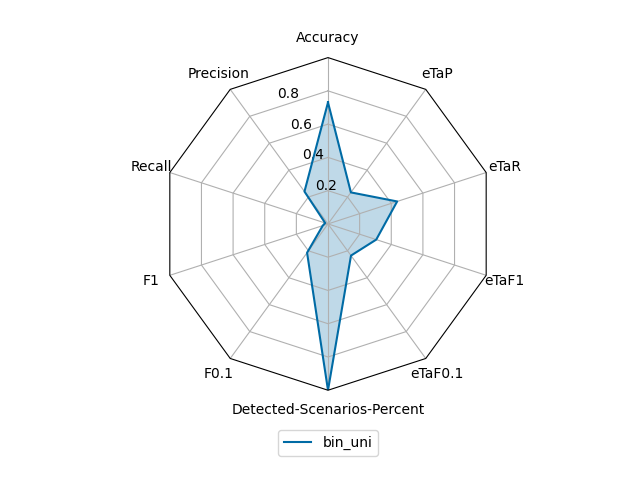 Accuracy
Precision
eTaP
0.8
0.6
0.4
0.2
Recall
eTaR
F1
eTaF1
F0.1
eTaF0.1
Detected-Scenarios-Percent
bin_uni